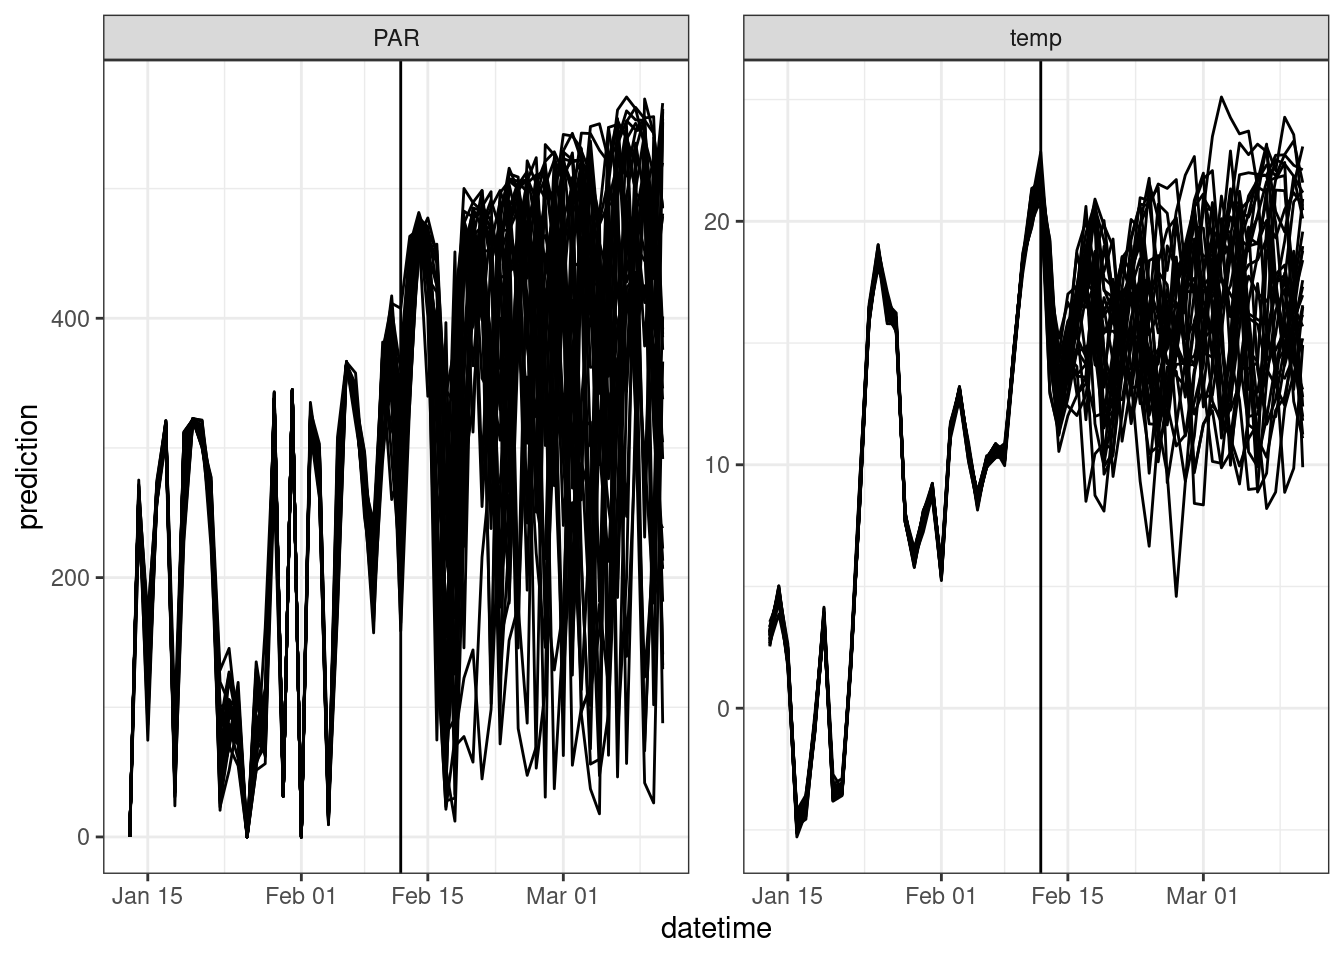 PAR
temp
prediction
400
200
0
20
10
0
Jan 15
Feb 01
Feb 15
Mar 01
Jan 15
Feb 01
Feb 15
Mar 01
datetime